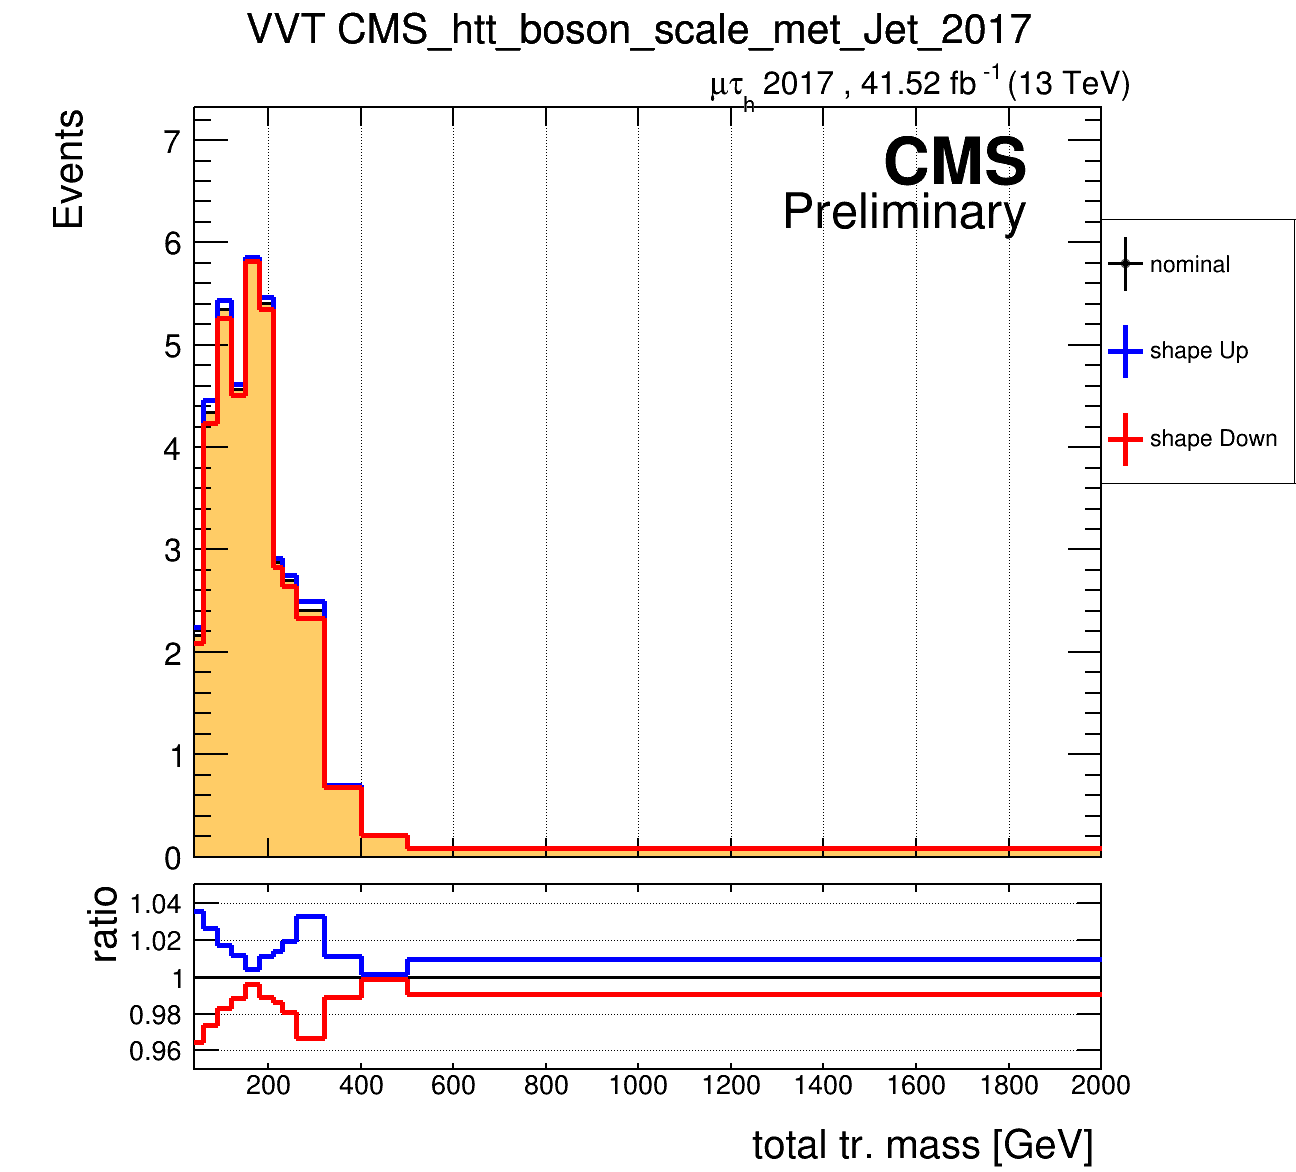 VVT CMS_htt_boson_scale_met_Jet_2017
μτh 2017 , 41.52 fb-1 (13 TeV)
Events
7
6
5
4
3
2
1
0
CMS
Preliminary
nominal
shape Up
shape Down
ratio
1.04
1.02
1
0.98
0.96
200 400 600 800 1000 1200 1400 1600 1800 2000
total tr. mass [GeV]